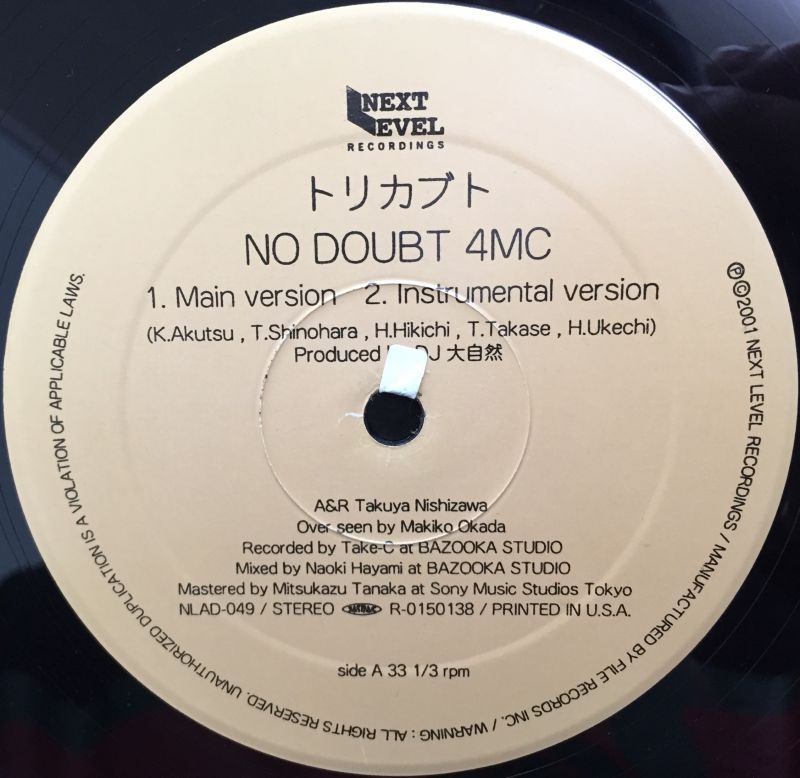 NEXT
LEVEL
RECORDINGS
トリカブト
NO DOUBT 4MC
1. Main version 2. Instrumental version
(K.Akutsu , T.Shinohara , H.Hikichi , T.Takase , H.Ukechi)
Produced DJ 大自然
A&R Takuya Nishizawa
Over seen by Makiko Okada
Recorded by Take-C at BAZOOKA STUDIO
Mixed by Naoki Hayami at BAZOOKA STUDIO
Mastered by Mitsukazu Tanaka at Sony Music Studios Tokyo
NLAD-049 / STEREO R-0150138 / PRINTED IN U.S.A.
side A 33 1/3 rpm
℗©2001 NEXT LEVEL RECORDINGS / MANUFACTURED BY FILE RECORDS INC. / WARNING : ALL RIGHTS RESERVED. UNAUTHORIZED DUPLICATION IS A VIOLATION OF APPLICABLE LAWS.